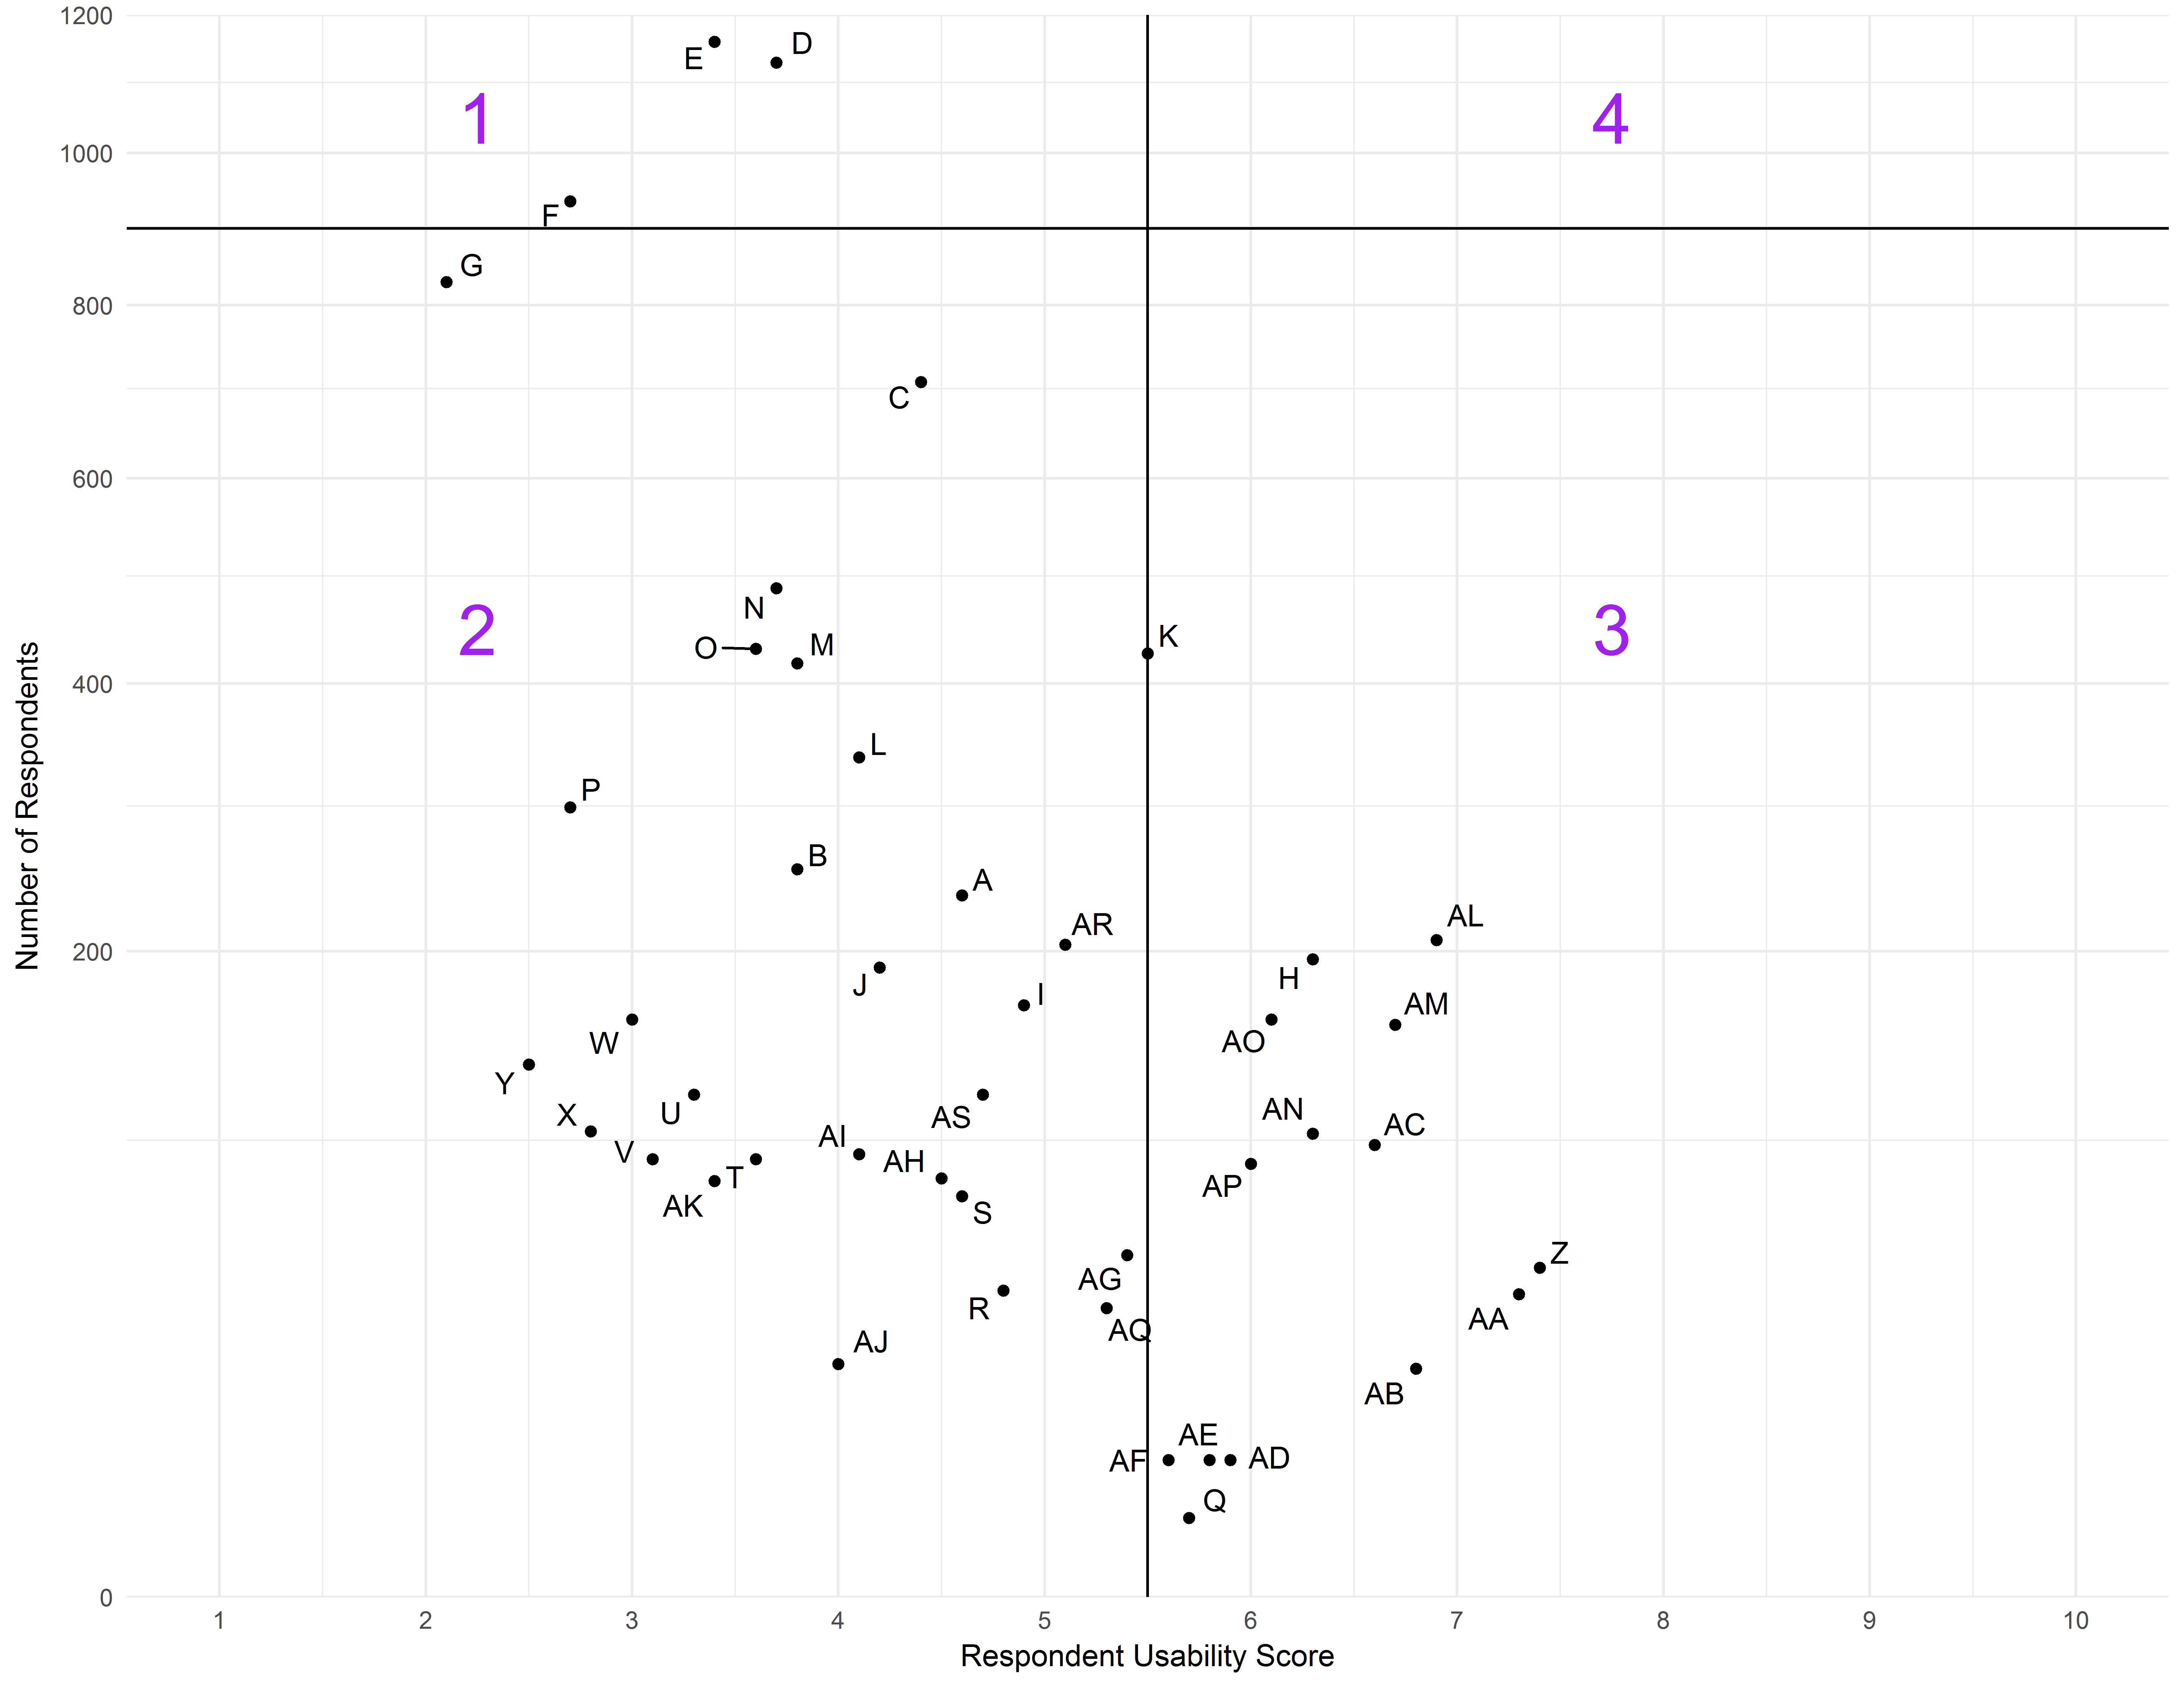 1200
E
D
1
4
1000
F
G
800
C
600
N
2
3
O
M
K
400
L
P
B
A
AR
AL
200
H
J
I
AM
W
AO
Y
X
U
AS
AN
AC
V
AI
T
AH
AP
AK
S
AG
Z
R
AQ
AA
AJ
AB
AE
AF
AD
Q
0
1 2 3 4 5 6 7 8 9 10
Respondent Usability Score
Number of Respondents